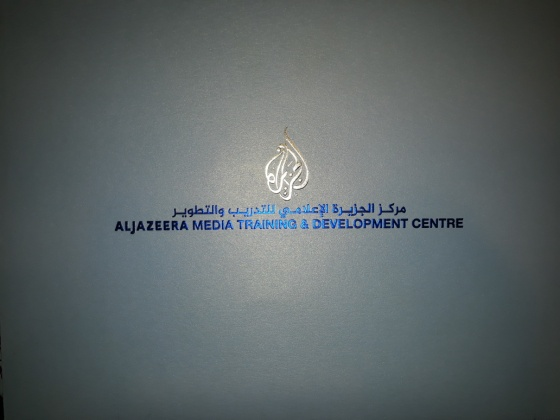 مركز الجزيرة الإعلامي للتدريب والتطوير
ALJAZEERA MEDIA TRAINING & DEVELOPMENT CENTRE